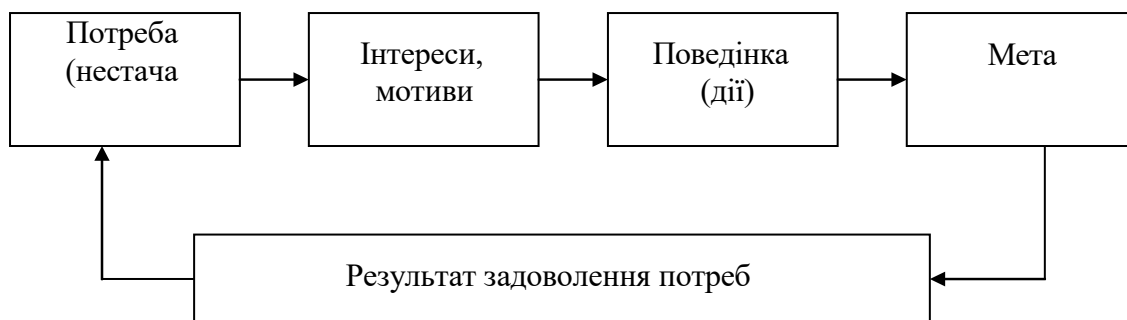 Потреба
(нестача
Інтереси,
мотиви
Поведінка
(дії)
Мета
Результат задоволення потреб